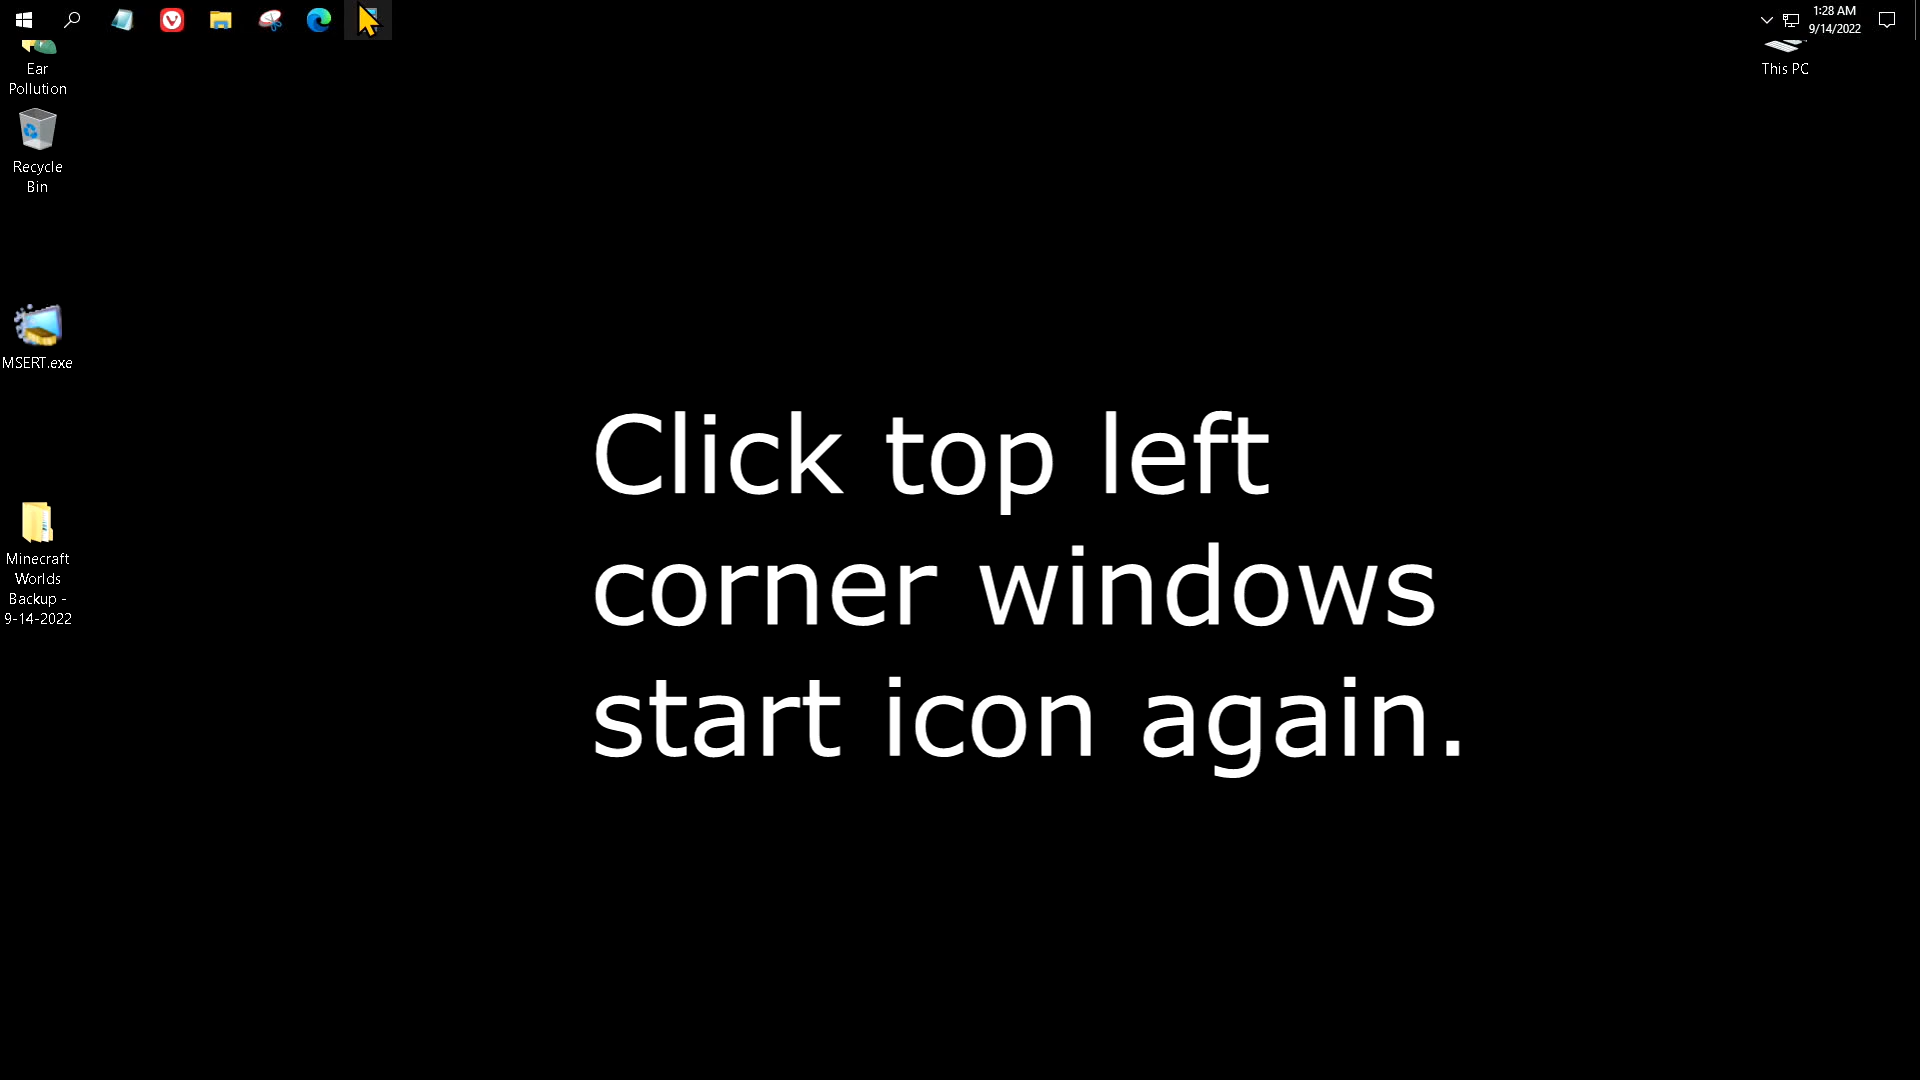 1:28 AM
9/14/2022
Ear
Pollution
This PC
Recycle
Bin
MSERT.exe
Click top left
corner windows
start icon again.
Minecraft
Worlds
Backup -
9-14-2022